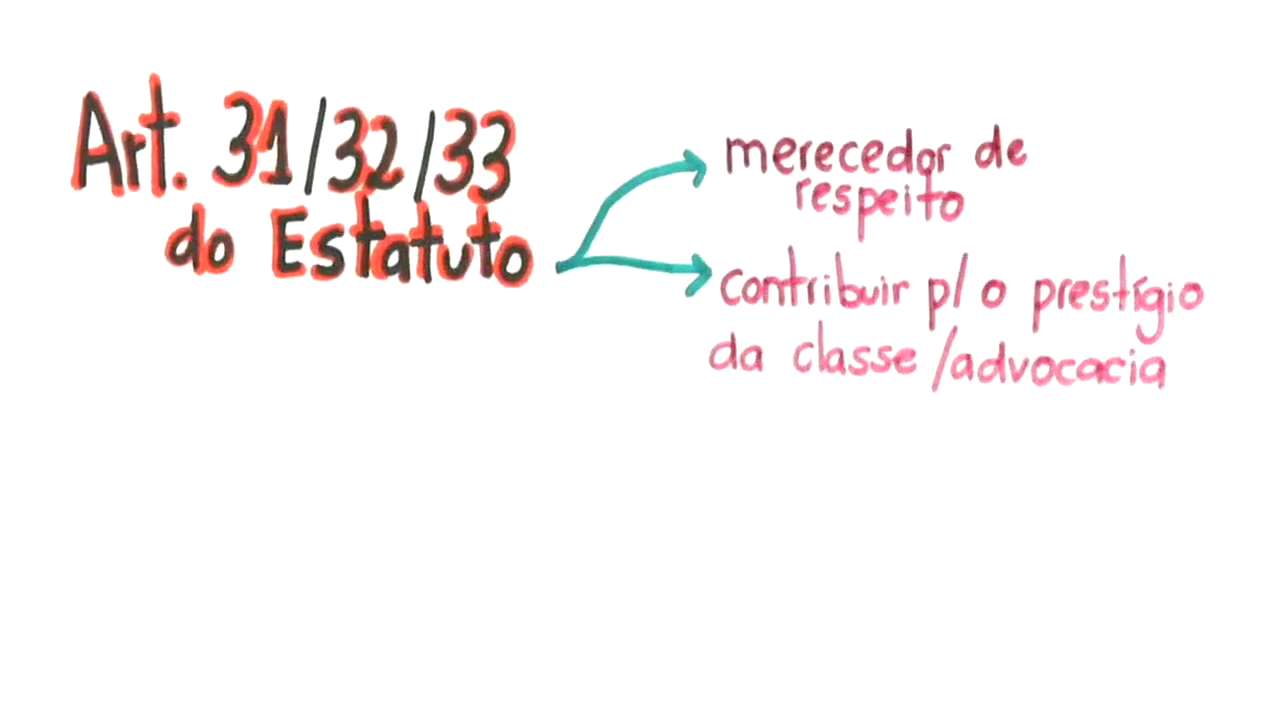 Art. 31/32/33
do Estatuto
merecedor de
respeito
contribuir p/ o prestígio
da classe/advocacia